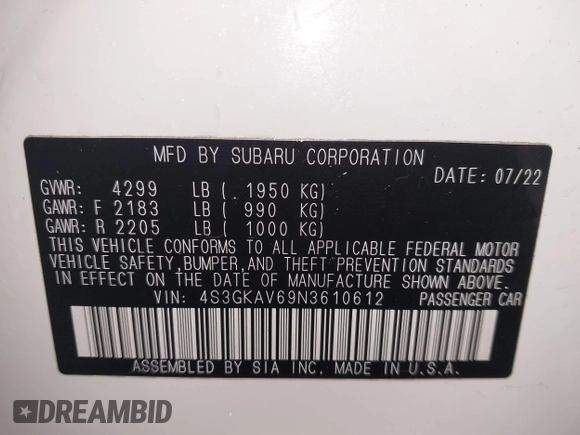 MFD BY SUBARU CORPORATION
DATE: 07/22
GVWR: 4299 LB ( 1950 KG)
GAWR: F 2183 LB ( 990 KG)
GAWR: R 2205 LB ( 1000 KG)
THIS VEHICLE CONFORMS TO ALL APPLICABLE FEDERAL MOTOR
VEHICLE SAFETY,BUMPER,AND THEFT PREVENTION STANDARDS
IN EFFECT ON THE DATE OF MANUFACTURE SHOWN ABOVE.
VIN: 4S3GKAV69N3610612 PASSENGER CAR
ASSEMBLED BY SIA INC. MADE IN U.S.A.
DREAMBID